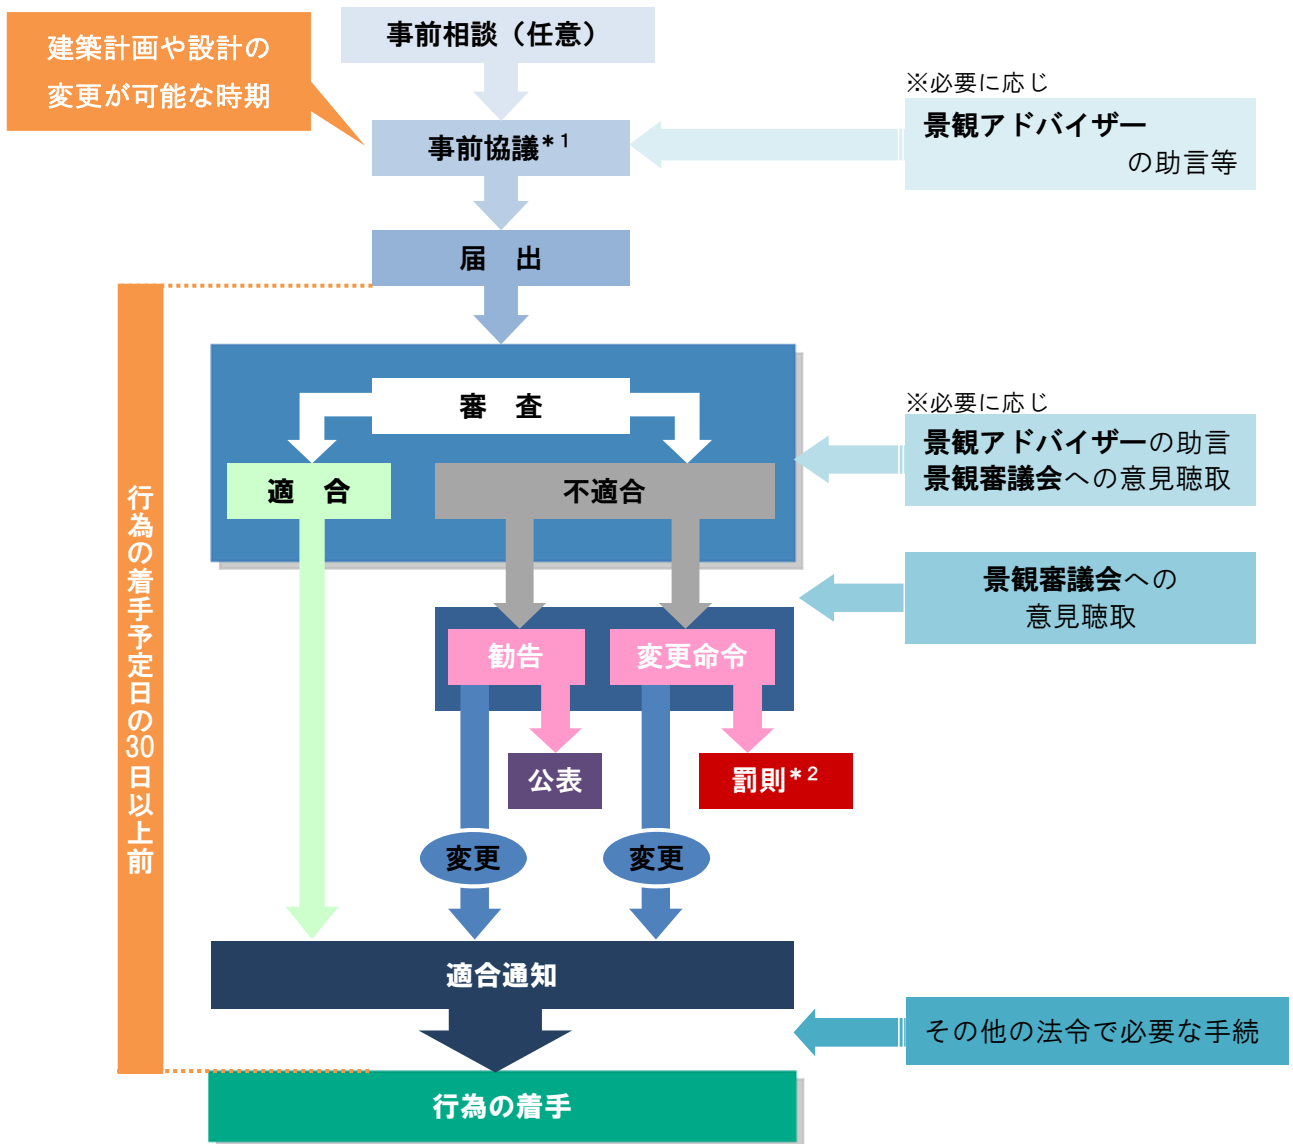 建築計画や設計の
変更が可能な時期
事前相談（任意）
※必要に応じ
事前協議*1
景観アドバイザー
の助言等
届　出
審　査
※必要に応じ
景観アドバイザーの助言
景観審議会への意見聴取
適　合
不適合
景観審議会への
意見聴取
勧告
変更命令
公表
罰則*2
変更
変更
行為の着手予定日の30日以上前
適合通知
その他の法令で必要な手続
行為の着手